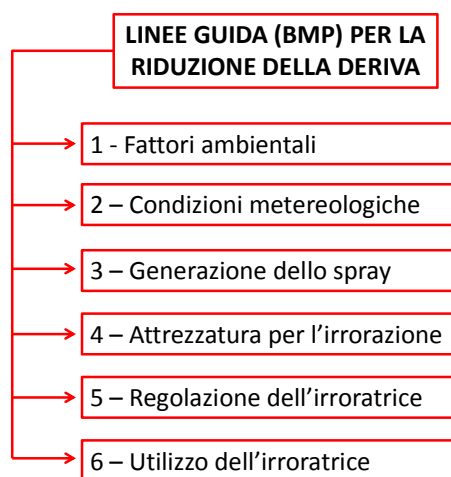 LINEE GUIDA (BMP) PER LA
RIDUZIONE DELLA DERIVA
1 - Fattori ambientali
2 – Condizioni metereologiche
3 – Generazione dello spray
4 – Attrezzatura per l’irrorazione
5 – Regolazione dell’irroratrice
6 – Utilizzo dell’irroratrice